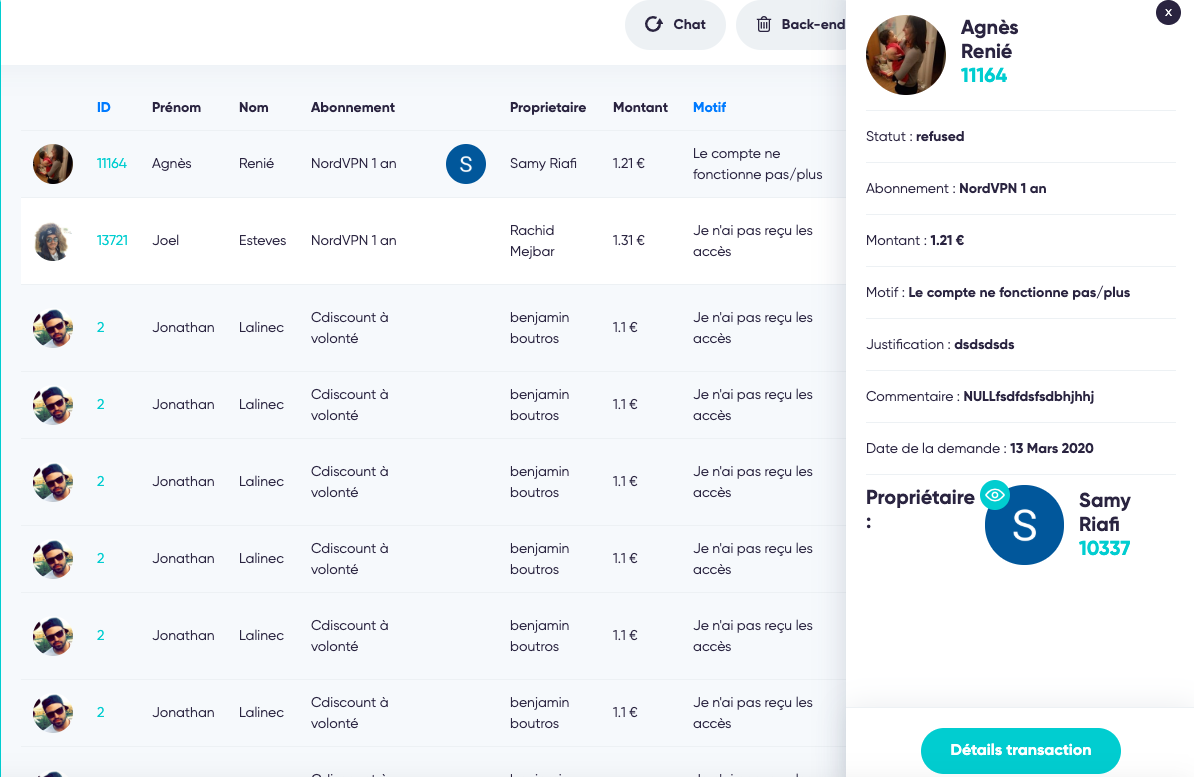 Chat
Back-end
ID Prénom Nom Abonnement Proprietaire Montant Motif
11164 Agnès Renié NordVPN 1 an S Samy Riafi 1.21 € Le compte ne
fonctionne pas/plus
13721 Joel Esteves NordVPN 1 an Rachid
Mejbar 1.31 € Je n'ai pas reçu les
accès
2 Jonathan Lalinec Cdiscount à
volonté benjamin
boutros 1.1 € Je n'ai pas reçu les
accès
2 Jonathan Lalinec Cdiscount à
volonté benjamin
boutros 1.1 € Je n'ai pas reçu les
accès
2 Jonathan Lalinec Cdiscount à
volonté benjamin
boutros 1.1 € Je n'ai pas reçu les
accès
2 Jonathan Lalinec Cdiscount à
volonté benjamin
boutros 1.1 € Je n'ai pas reçu les
accès
2 Jonathan Lalinec Cdiscount à
volonté benjamin
boutros 1.1 € Je n'ai pas reçu les
accès
2 Jonathan Lalinec Cdiscount à
volonté benjamin
boutros 1.1 € Je n'ai pas reçu les
accès
x
Agnès
Renié
11164
Statut : refused
Abonnement : NordVPN 1 an
Montant : 1.21 €
Motif : Le compte ne fonctionne pas/plus
Justification : dsdsdsds
Commentaire : NULLfsdfdsfsdbhjhhj
Date de la demande : 13 Mars 2020
Propriétaire
:
S
Samy
Riafi
10337
Détails transaction